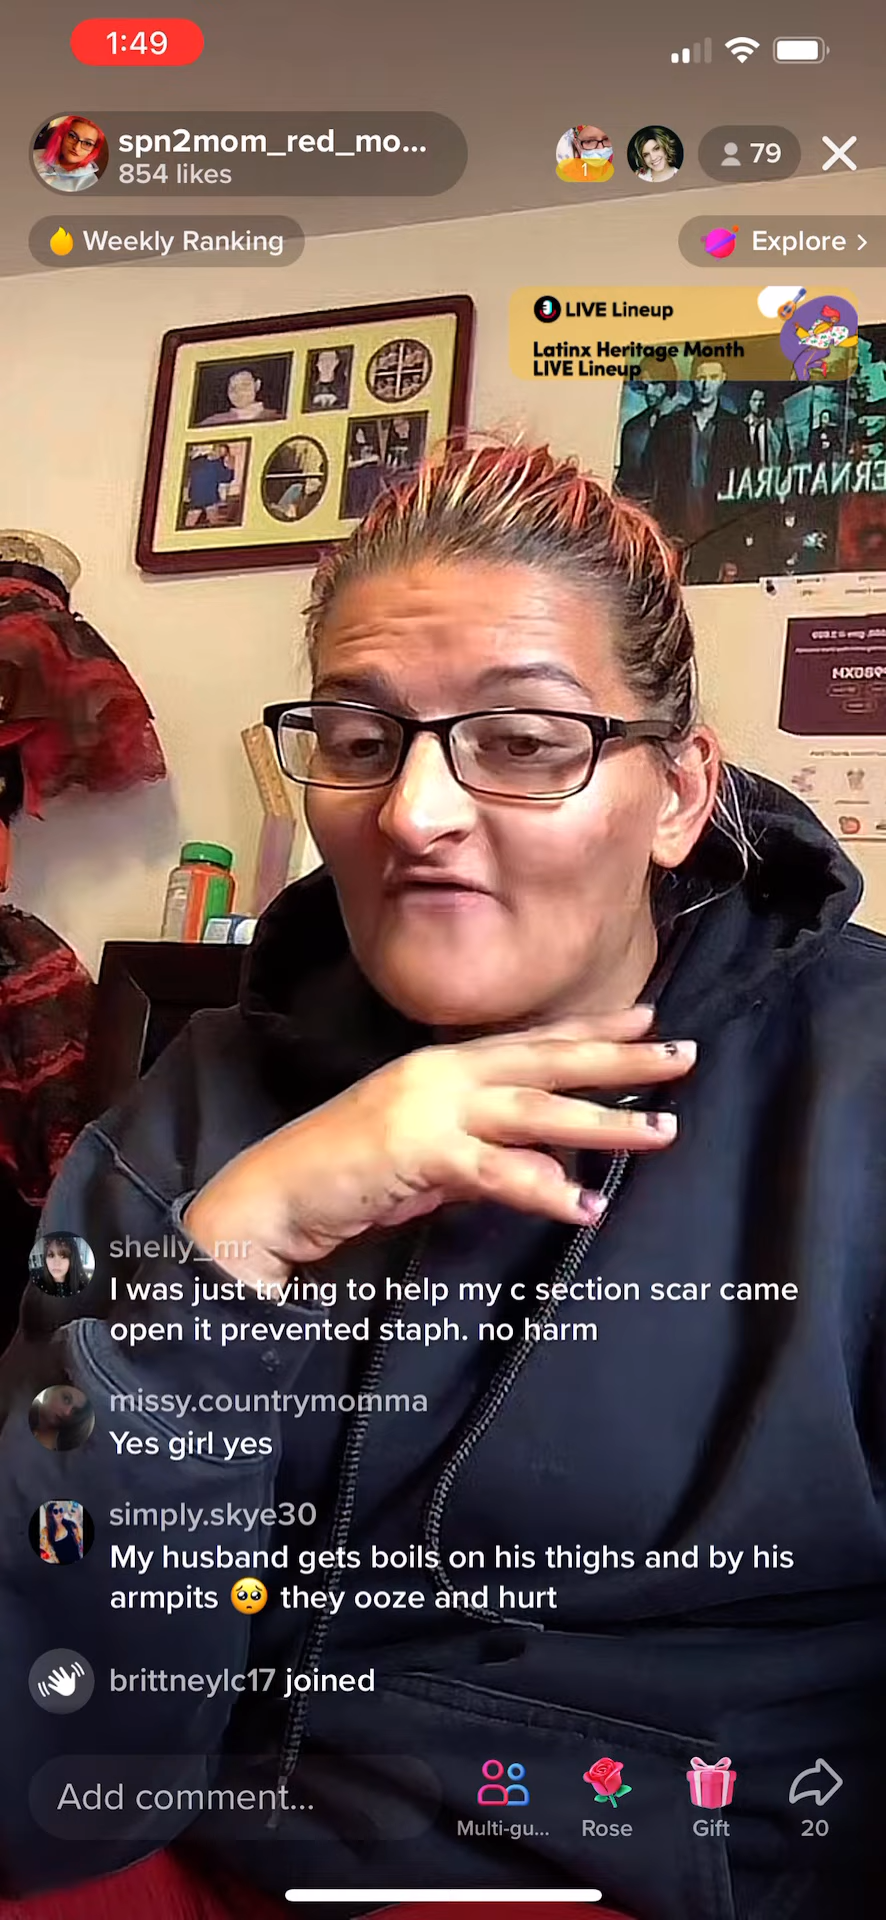 1:49
spn2mom_red_mo...
854 likes
1
79
Weekly Ranking
Explore >
LIVE Lineup
Latinx Heritage Month
LIVE Lineup
ERNATURAL
shelly_mr
I was just trying to help my c section scar came
open it prevented staph. no harm
missy.countrymomma
Yes girl yes
simply.skye30
My husband gets boils on his thighs and by his
armpits 🥺 they ooze and hurt
brittneylc17 joined
Add comment...
Multi-gu...
Rose
Gift
20